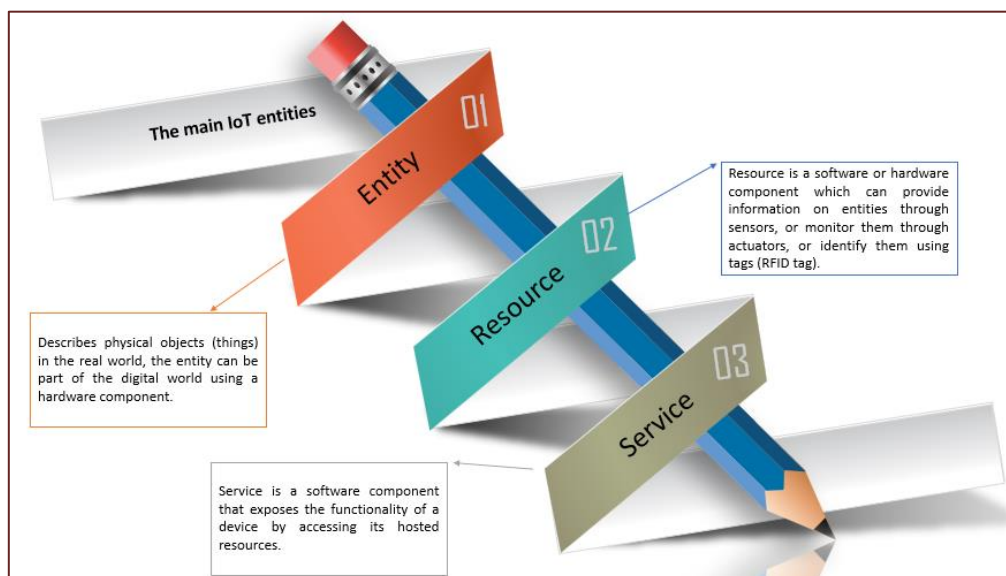 The main IoT entities
01
Entity
Describes physical objects (things)
in the real world, the entity can be
part of the digital world using a
hardware component.
02
Resource
Resource is a software or hardware
component which can provide
information on entities through
sensors, or monitor them through
actuators, or identify them using
tags (RFID tag).
03
Service
Service is a software component
that exposes the functionality of a
device by accessing its hosted
resources.